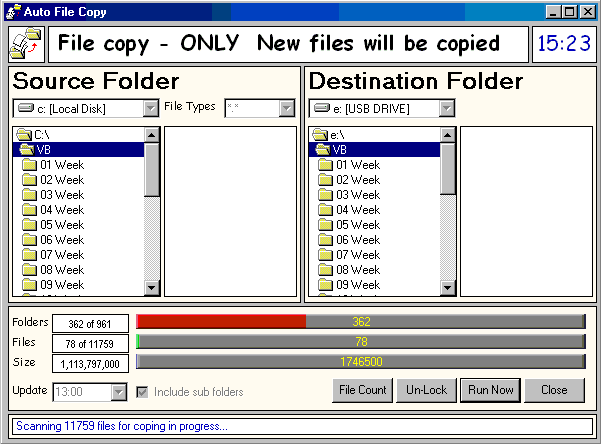 Auto File Copy
File copy - ONLY New files will be copied
15:23
Source Folder
Destination Folder
c: [Local Disk]
File Types
*.*
e: [USB DRIVE]
C:\
VB
01 Week
02 Week
03 Week
04 Week
05 Week
06 Week
07 Week
08 Week
09 Week
e:\
VB
01 Week
02 Week
03 Week
04 Week
05 Week
06 Week
07 Week
08 Week
09 Week
Folders
362 of 961
362
Files
78 of 11759
78
Size
1,113,797,000
1746500
Update
13:00
Include sub folders
File Count
Un-Lock
Run Now
Close
Scanning 11759 files for coping in progress...